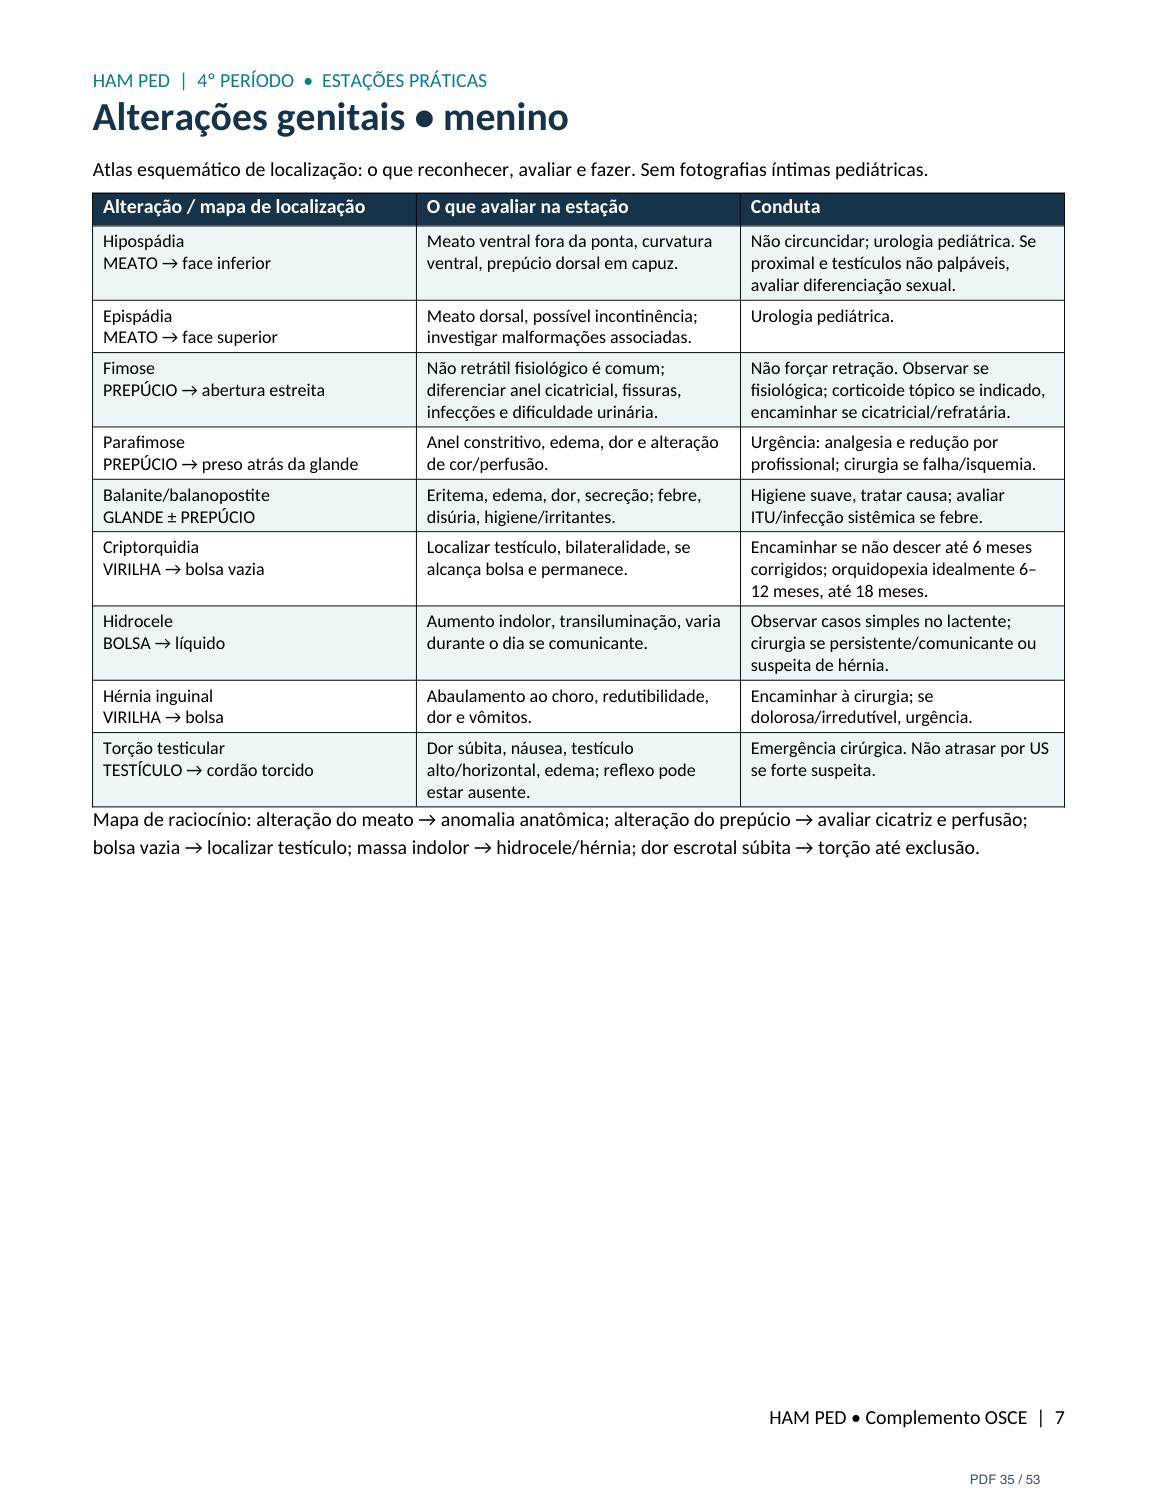 HAM PED | 4º PERÍODO • ESTAÇÕES PRÁTICAS
Alterações genitais • menino
Atlas esquemático de localização: o que reconhecer, avaliar e fazer. Sem fotografias íntimas pediátricas.
Alteração / mapa de localização
O que avaliar na estação
Conduta
Hipospádia
MEATO → face inferior
Meato ventral fora da ponta, curvatura
ventral, prepúcio dorsal em capuz.
Não circuncidar; urologia pediátrica. Se
proximal e testículos não palpáveis,
avaliar diferenciação sexual.
Epispádia
MEATO → face superior
Meato dorsal, possível incontinência;
investigar malformações associadas.
Urologia pediátrica.
Fimose
PREPÚCIO → abertura estreita
Não retrátil fisiológico é comum;
diferenciar anel cicatricial, fissuras,
infecções e dificuldade urinária.
Não forçar retração. Observar se
fisiológica; corticoide tópico se indicado,
encaminhar se cicatricial/refratária.
Parafimose
PREPÚCIO → preso atrás da glande
Anel constritivo, edema, dor e alteração
de cor/perfusão.
Urgência: analgesia e redução por
profissional; cirurgia se falha/isquemia.
Balanite/balanopostite
GLANDE ± PREPÚCIO
Eritema, edema, dor, secreção; febre,
disúria, higiene/irritantes.
Higiene suave, tratar causa; avaliar
ITU/infecção sistêmica se febre.
Criptorquidia
VIRILHA → bolsa vazia
Localizar testículo, bilateralidade, se
alcança bolsa e permanece.
Encaminhar se não descer até 6 meses
corrigidos; orquidopexia idealmente 6–
12 meses, até 18 meses.
Hidrocele
BOLSA → líquido
Aumento indolor, transiluminação, varia
durante o dia se comunicante.
Observar casos simples no lactente;
cirurgia se persistente/comunicante ou
suspeita de hérnia.
Hérnia inguinal
VIRILHA → bolsa
Abaulamento ao choro, redutibilidade,
dor e vômitos.
Encaminhar à cirurgia; se
dolorosa/irredutível, urgência.
Torção testicular
TESTÍCULO → cordão torcido
Dor súbita, náusea, testículo
alto/horizontal, edema; reflexo pode
estar ausente.
Emergência cirúrgica. Não atrasar por US
se forte suspeita.
Mapa de raciocínio: alteração do meato → anomalia anatômica; alteração do prepúcio → avaliar cicatriz e perfusão;
bolsa vazia → localizar testículo; massa indolor → hidrocele/hérnia; dor escrotal súbita → torção até exclusão.
HAM PED • Complemento OSCE | 7
PDF 35 / 53